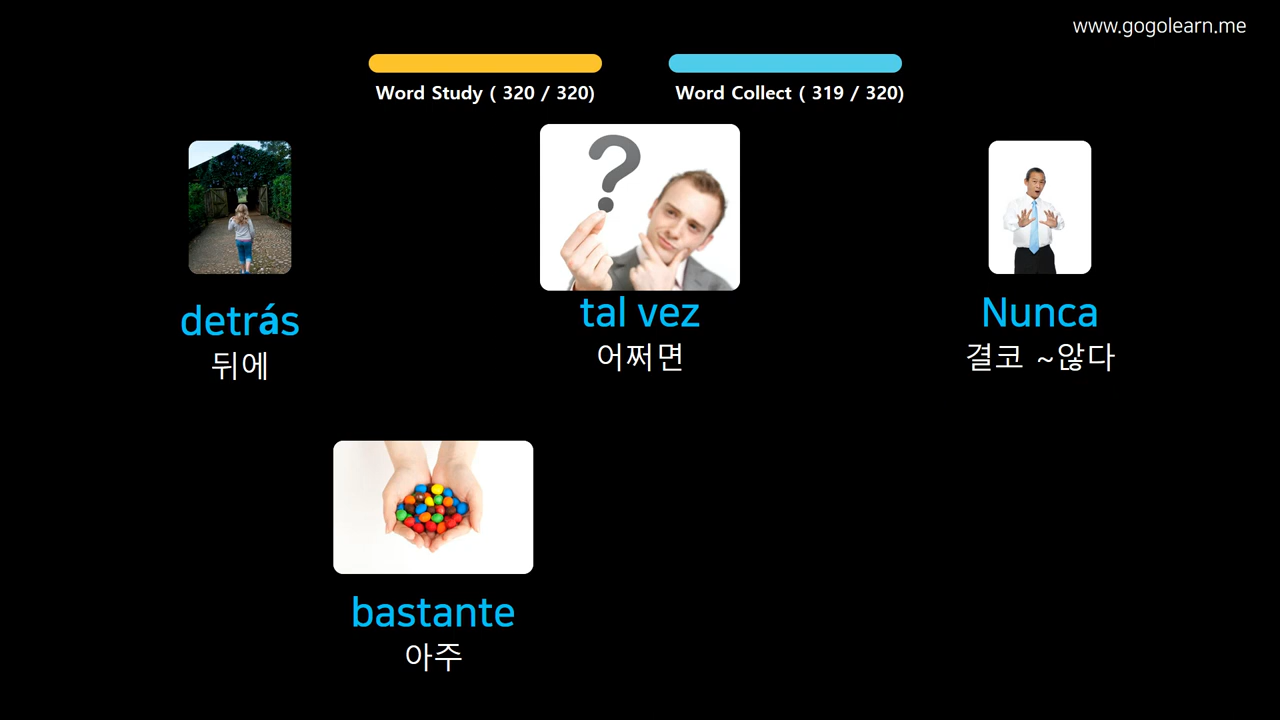 www.gogolearn.me
Word Study ( 320 / 320)
Word Collect ( 319 / 320)
?
detrás
뒤에
tal vez
어쩌면
Nunca
결코 ~않다
bastante
아주